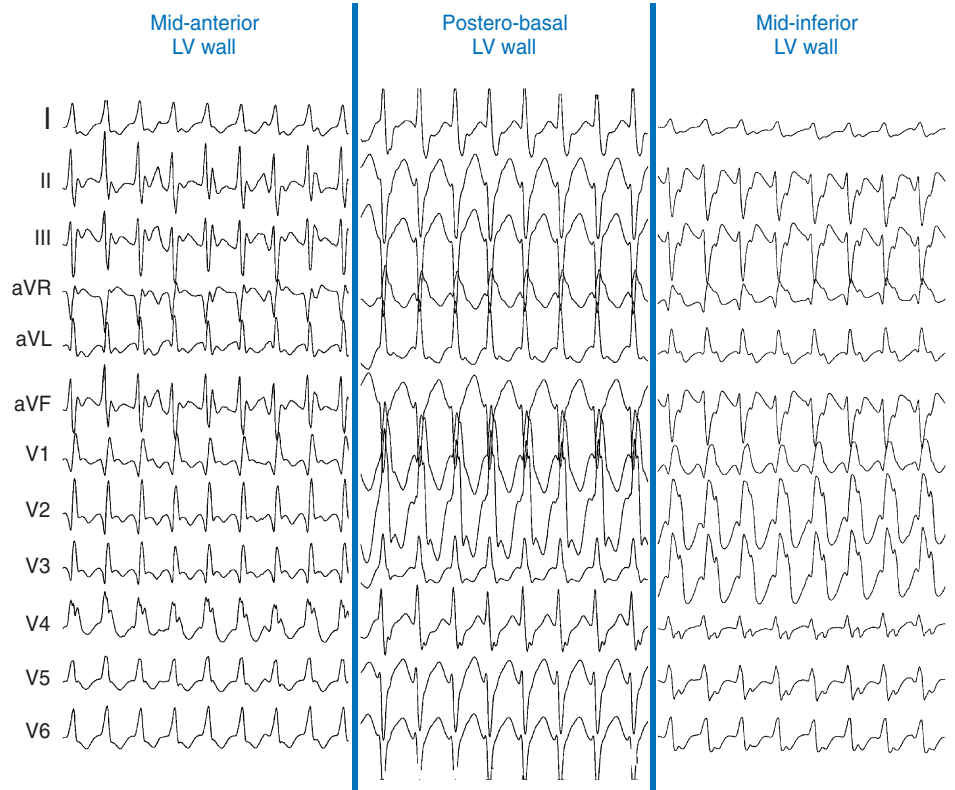 Mid-anterior
LV wall
Postero-basal
LV wall
Mid-inferior
LV wall
I
II
III
aVR
aVL
aVF
V1
V2
V3
V4
V5
V6